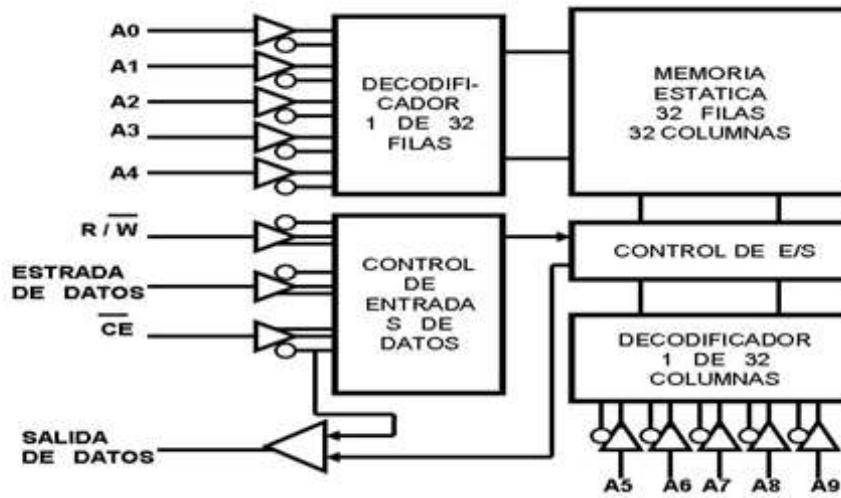 A0
A1
A2
A3
A4
DECODIFI-
CADOR
1 DE 32
FILAS
MEMORIA
ESTATICA
32 FILAS
32 COLUMNAS
R / W
ESTRADA
DE DATOS
CE
CONTROL
DE
ENTRADA
S DE
DATOS
CONTROL DE E/S
DECODIFICADOR
1 DE 32
COLUMNAS
SALIDA
DE DATOS
A5 A6 A7 A8 A9